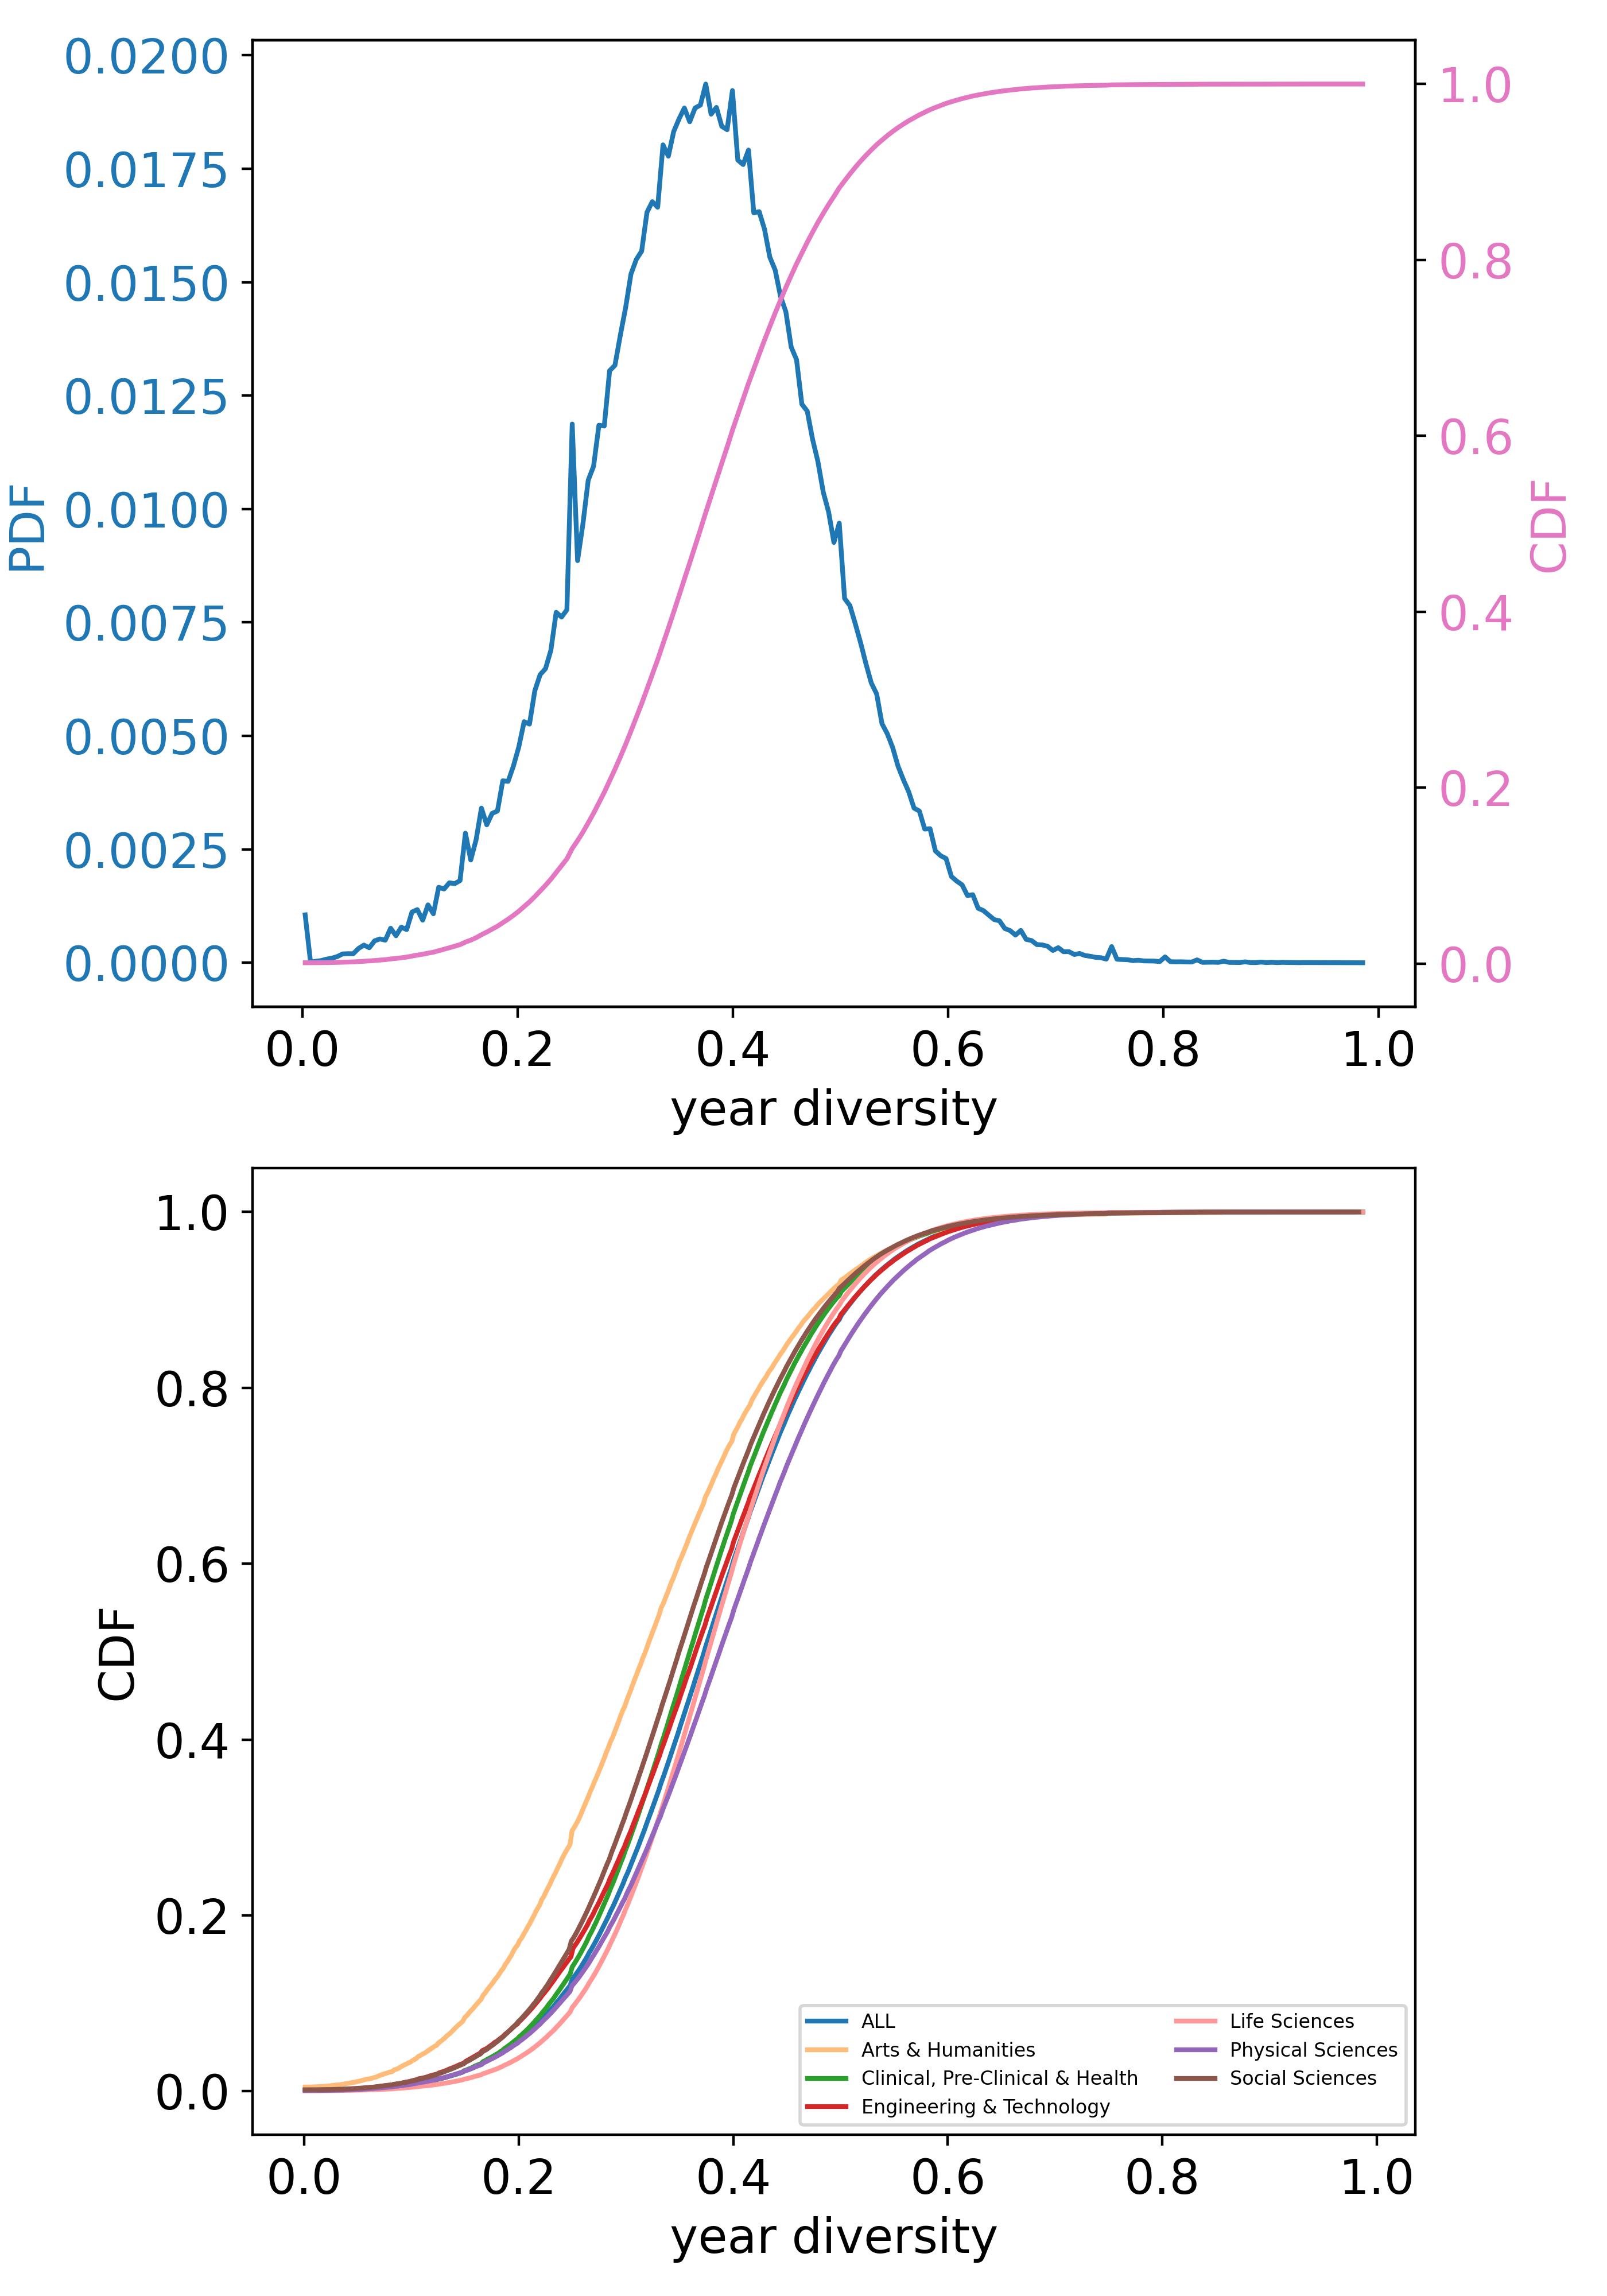 0.0200
0.0175
0.0150
0.0125
0.0100
0.0075
0.0050
0.0025
0.0000
PDF
1.0
0.8
0.6
0.4
0.2
0.0
CDF
0.0 0.2 0.4 0.6 0.8 1.0
year diversity
1.0
0.8
0.6
0.4
0.2
0.0
CDF
ALL
Arts & Humanities
Clinical, Pre-Clinical & Health
Engineering & Technology
Life Sciences
Physical Sciences
Social Sciences
0.0 0.2 0.4 0.6 0.8 1.0
year diversity